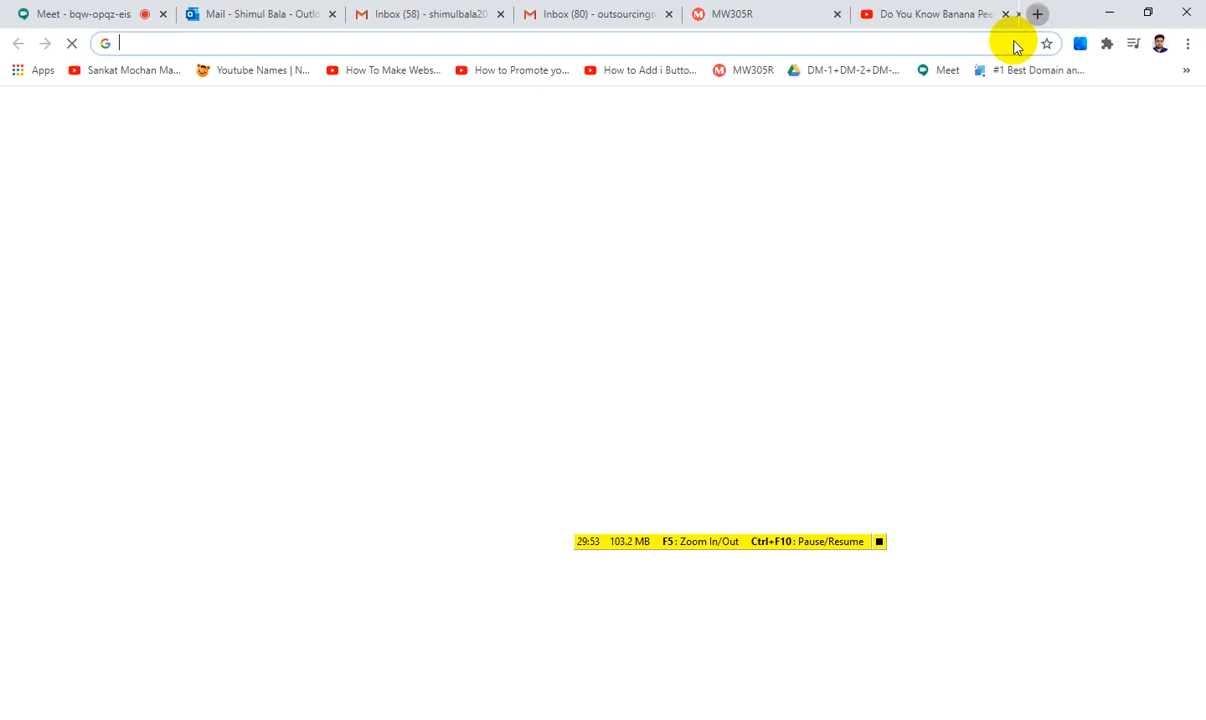 Meet - bqw-opqz-eis Mail - Shimul Bala - Outlo Inbox (58) - shimulbala20 Inbox (80) - outsourcings MW305R Do You Know Banana Pee
Apps Sankat Mochan Ma... Youtube Names | N... How To Make Webs... How to Promote yo... How to Add i Butto... MW305R DM-1+DM-2+DM-... Meet #1 Best Domain an... »
29:53 103.2 MB F5: Zoom In/Out Ctrl+F10: Pause/Resume